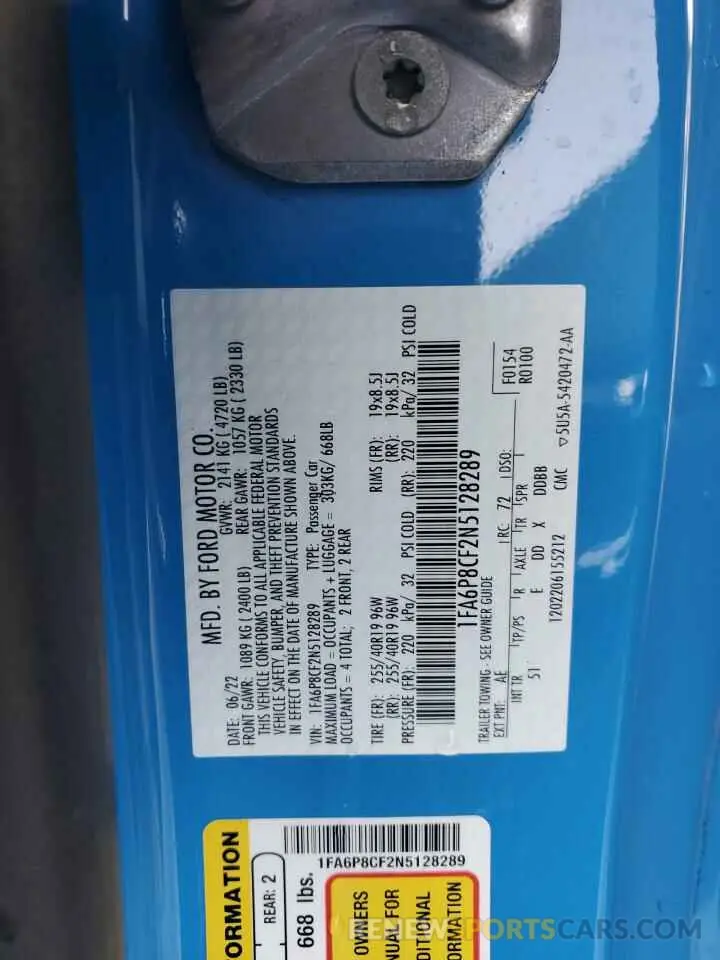 MFD. BY FORD MOTOR CO.
DATE: 06/22 GVWR: 2141 KG ( 4720 LB)
FRONT GAWR: 1089 KG ( 2400 LB) REAR GAWR: 1057 KG ( 2330 LB)
THIS VEHICLE CONFORMS TO ALL APPLICABLE FEDERAL MOTOR
VEHICLE SAFETY, BUMPER, AND THEFT PREVENTION STANDARDS
IN EFFECT ON THE DATE OF MANUFACTURE SHOWN ABOVE.
VIN: 1FA6P8CF2N5128289 TYPE: Passenger Car
MAXIMUM LOAD = OCCUPANTS + LUGGAGE = 303KG/ 668LB
OCCUPANTS = 4 TOTAL; 2 FRONT, 2 REAR
TIRE (FR): 255/40R19 96W RIMS (FR): 19x8.5J
(RR): 255/40R19 96W (RR): 19x8.5J
PRESSURE (FR): 220 kPa/ 32 PSI COLD (RR): 220 kPa/ 32 PSI COLD
1FA6P8CF2N5128289
TRAILER TOWING - SEE OWNER GUIDE F0154
EXT PNT: AE RC: 72 DSO: R0100
INT TR TP/PS R AXLE TR SPR
51 E DD X DDBB
1202206155212 CMC ▽5U5A-5420472-AA
1FA6P8CF2N5128289
ORMATION
REAR: 2
668 lbs.
OWNERS
NUAL FOR
DITIONAL
ORMATION
RENEWSPORTSCARS.COM